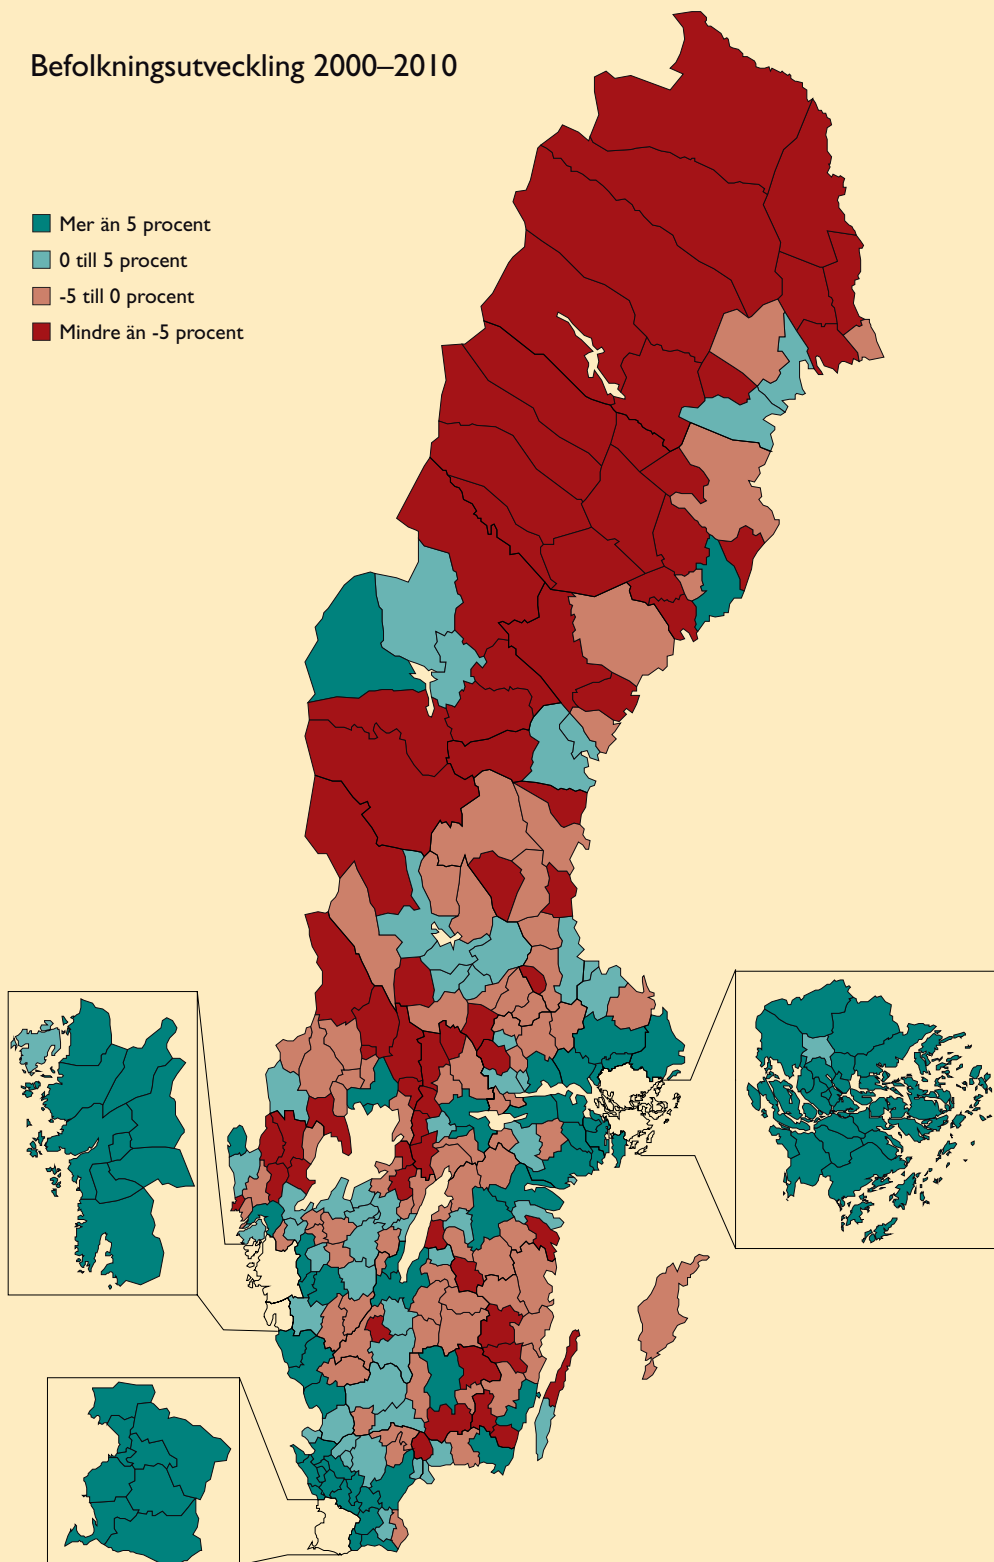 Befolkningsutveckling 2000–2010
Mer än 5 procent
0 till 5 procent
-5 till 0 procent
Mindre än -5 procent